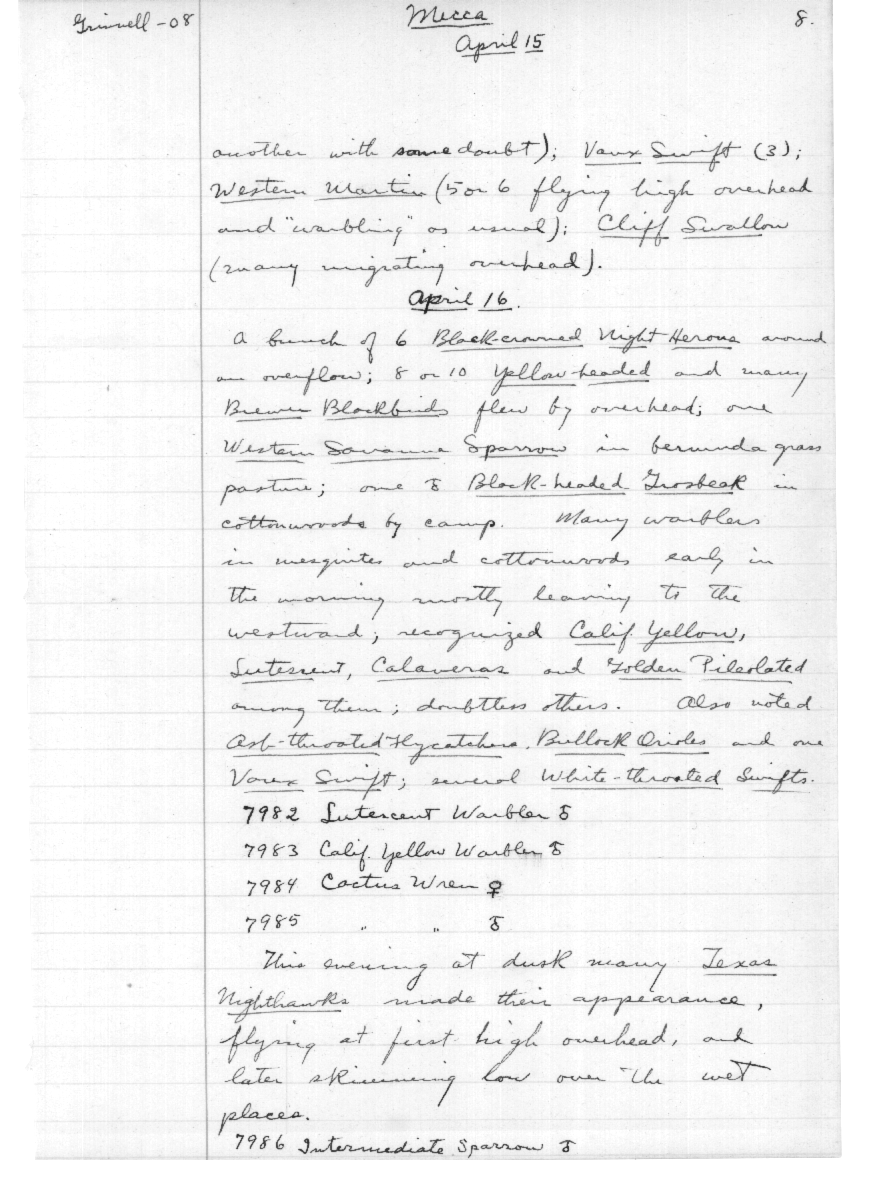 Grinnell - 08
Mecca
8.
April 15
another with some doubt); Vaux Swift (3);
Western Martin (5 or 6 flying high overhead
and "warbling" as usual); Cliff Swallow
(many migrating overhead).
April 16.
A bunch of 6 Black-crowned Night Herons around
an overflow; 8 or 10 Yellow-headed and many
Brewer Blackbirds flew by overhead; one
Western Savanna Sparrow in bermuda grass
pasture; one ♂ Black-headed Grosbeak in
cottonwoods by camp. Many warblers
in mesquites and cottonwoods early in
the morning mostly leaving to the
westward; recognized Calif. Yellow,
Lutescent, Calaveras and Golden Pileolated
among them; doubtless others. Also noted
Ash-throated Flycatchers, Bullock Orioles and one
Vaux Swift; several White-throated Swifts.
7982 Lutescent Warbler ♂
7983 Calif. Yellow Warbler ♂
7984 Cactus Wren ♀
7985 " " ♂
This evening at dusk many Texas
Nighthawks made their appearance,
flying at first high overhead, and
later skimming low over the wet
places.
7986 Intermediate Sparrow ♂